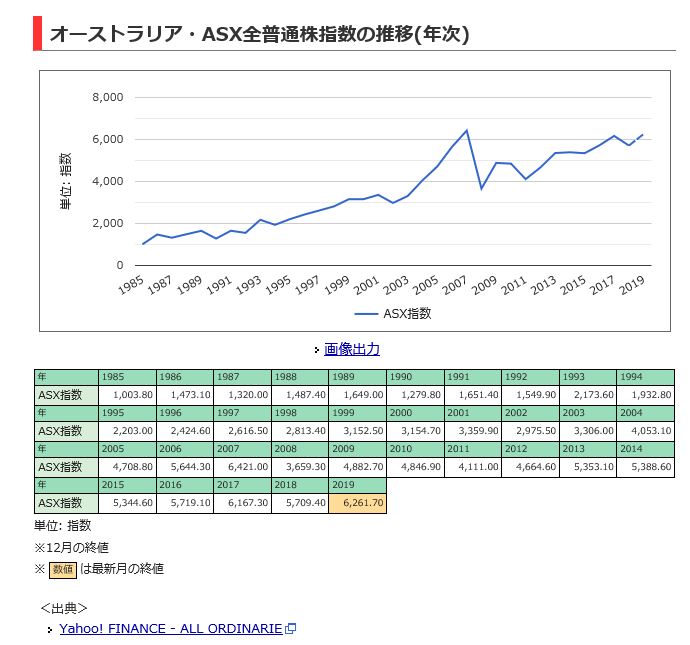 オーストラリア・ASX全普通株指数の推移(年次)
8,000
6,000
4,000
2,000
0
単位: 指数
1985 1987 1989 1991 1993 1995 1997 1999 2001 2003 2005 2007 2009 2011 2013 2015 2017 2019
ASX指数
画像出力
年 1985 1986 1987 1988 1989 1990 1991 1992 1993 1994
ASX指数 1,003.80 1,473.10 1,320.00 1,487.40 1,649.00 1,279.80 1,651.40 1,549.90 2,173.60 1,932.80
年 1995 1996 1997 1998 1999 2000 2001 2002 2003 2004
ASX指数 2,203.00 2,424.60 2,616.50 2,813.40 3,152.50 3,154.70 3,359.90 2,975.50 3,306.00 4,053.10
年 2005 2006 2007 2008 2009 2010 2011 2012 2013 2014
ASX指数 4,708.80 5,644.30 6,421.00 3,659.30 4,882.70 4,846.90 4,111.00 4,664.60 5,353.10 5,388.60
年 2015 2016 2017 2018 2019
ASX指数 5,344.60 5,719.10 6,167.30 5,709.40 6,261.70
単位: 指数
※12月の終値
※ 数値 は最新月の終値
＜出典＞
Yahoo! FINANCE - ALL ORDINARIE